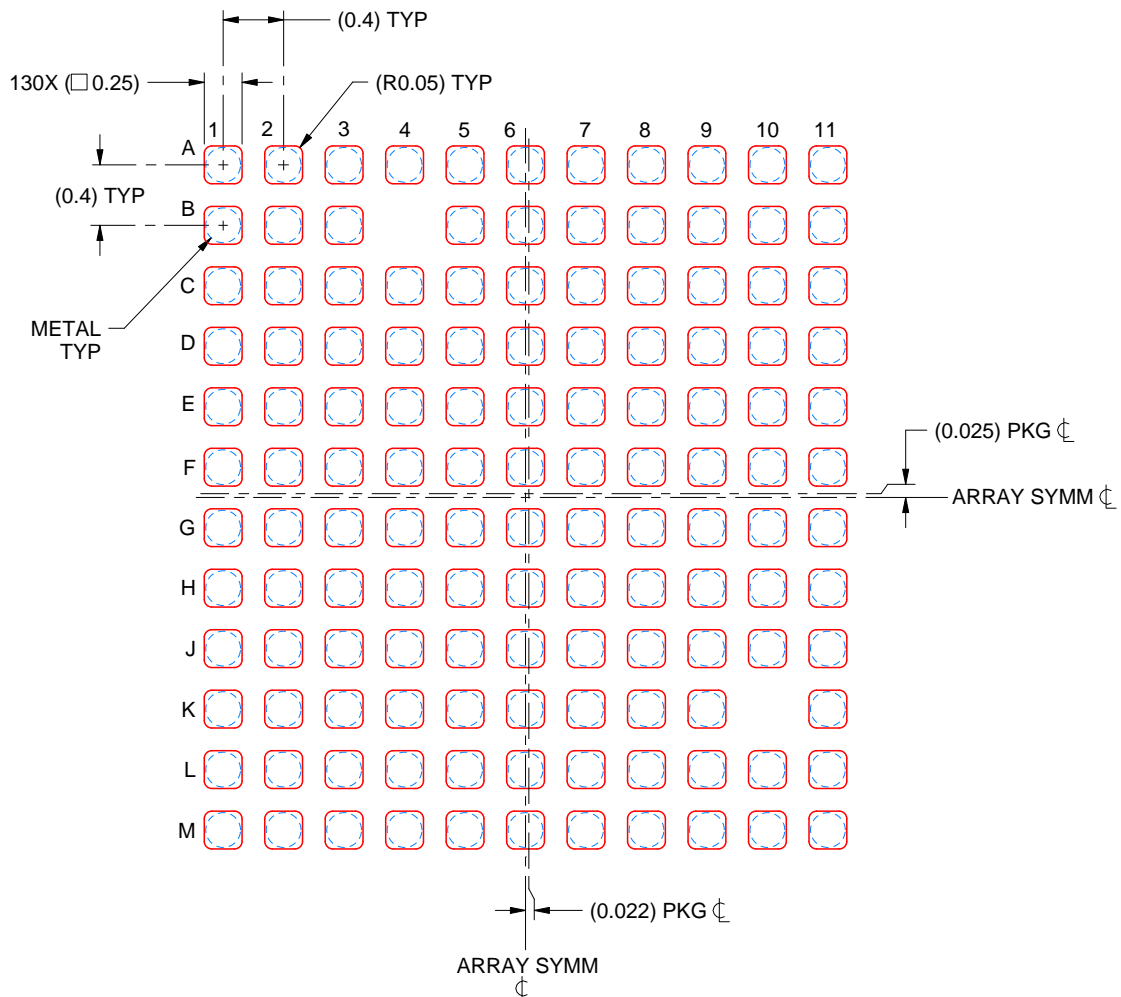 (0.4) TYP
130X (□ 0.25)
(R0.05) TYP
1 2 3 4 5 6 7 8 9 10 11
A
(0.4) TYP
B
C
METAL
TYP
D
E
(0.025) PKG ℄
F
ARRAY SYMM ℄
G
H
J
K
L
M
(0.022) PKG ℄
ARRAY SYMM
℄